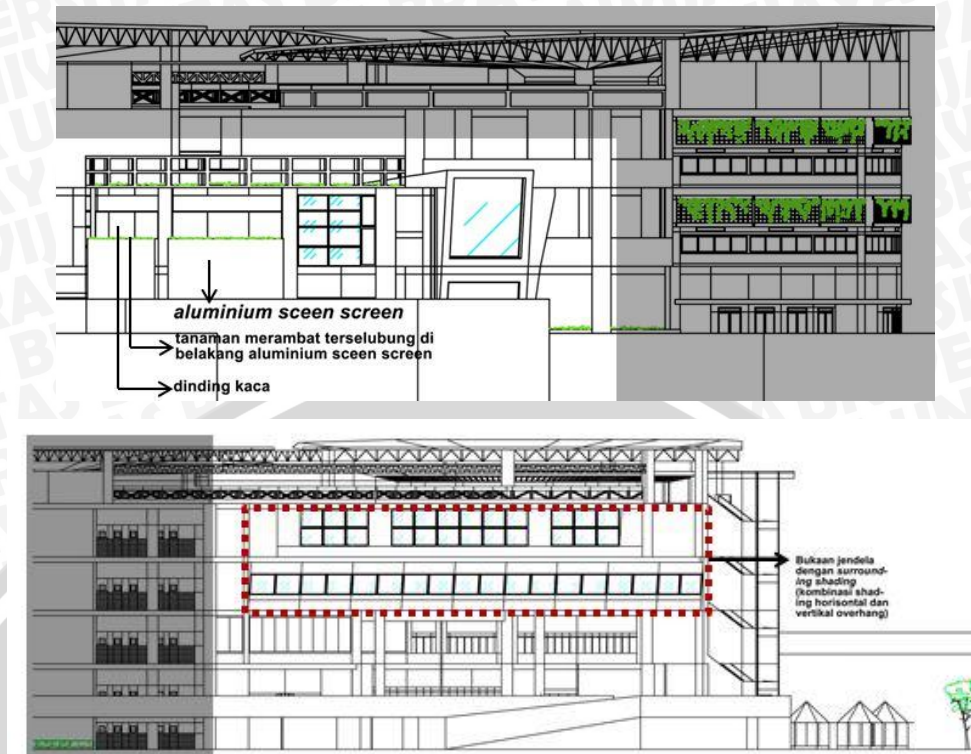 aluminium sceen screen
tanaman merambat terselubung di
belakang aluminium sceen screen
dinding kaca
Bukaan jendela
dengan surround-
ing shading
(kombinasi shad-
ing horisontal dan
vertikal overhang)